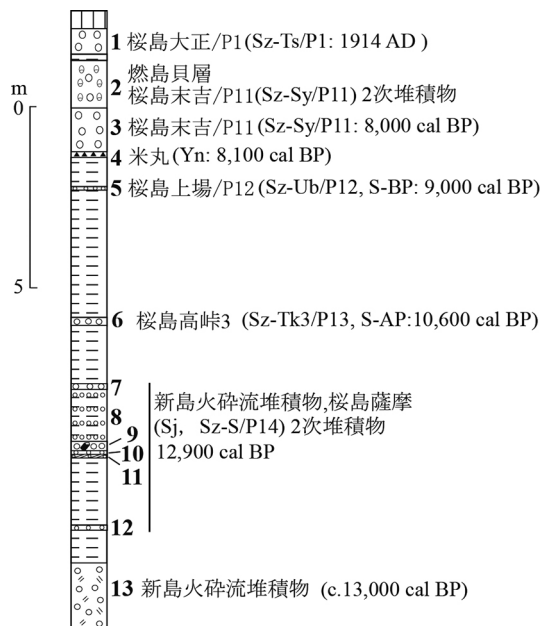 1 桜島大正/P1(Sz-Ts/P1: 1914 AD )
燃島貝層
2 桜島末吉/P11(Sz-Sy/P11) 2次堆積物
m
0
3 桜島末吉/P11(Sz-Sy/P11: 8,000 cal BP)
4 米丸(Yn: 8,100 cal BP)
5 桜島上場/P12(Sz-Ub/P12, S-BP: 9,000 cal BP)
5
6 桜島高峠3 (Sz-Tk3/P13, S-AP:10,600 cal BP)
7
新島火砕流堆積物,桜島薩摩
8
(Sj, Sz-S/P14) 2次堆積物
9
10
12,900 cal BP
11
12
13 新島火砕流堆積物 (c.13,000 cal BP)